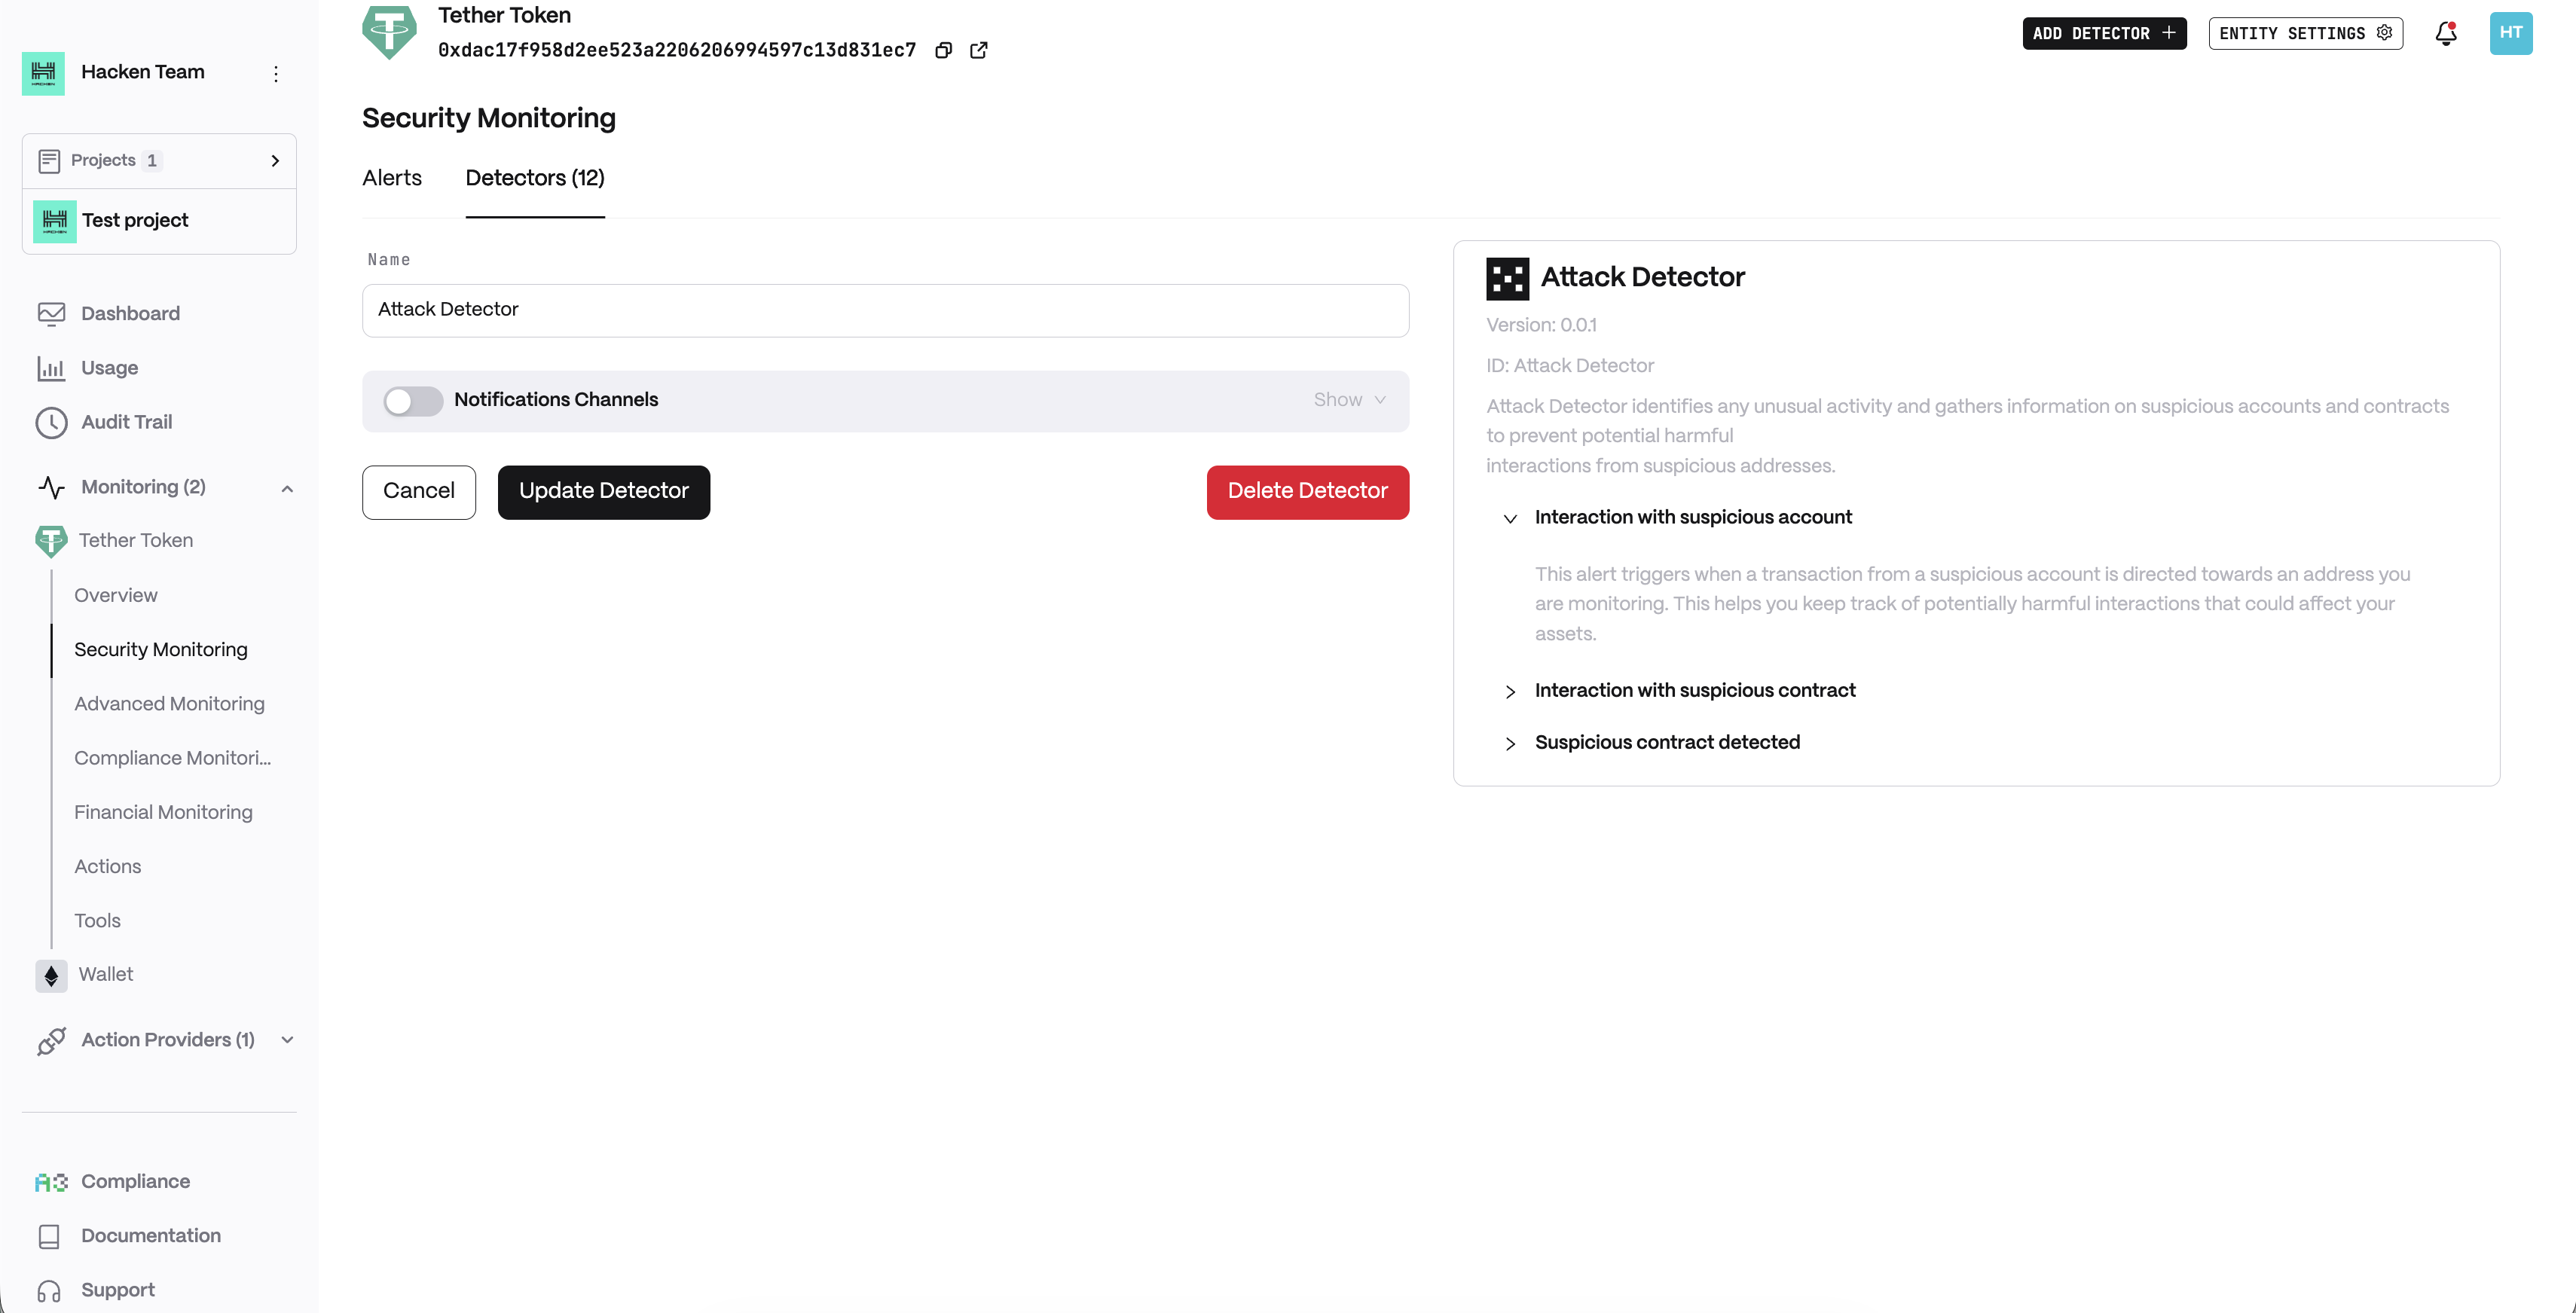 Hacken Team
Projects 1
Test project
Dashboard
Usage
Audit Trail
Monitoring (2)
Tether Token
Overview
Security Monitoring
Advanced Monitoring
Compliance Monitori...
Financial Monitoring
Actions
Tools
Wallet
Action Providers (1)
Compliance
Documentation
Support
Tether Token
0xdac17f958d2ee523a2206206994597c13d831ec7
ADD DETECTOR
ENTITY SETTINGS
HT
Security Monitoring
Alerts
Detectors (12)
Name
Attack Detector
Notifications Channels
Show
Cancel
Update Detector
Delete Detector
Attack Detector
Version: 0.0.1
ID: Attack Detector
Attack Detector identifies any unusual activity and gathers information on suspicious accounts and contracts
to prevent potential harmful
interactions from suspicious addresses.
Interaction with suspicious account
This alert triggers when a transaction from a suspicious account is directed towards an address you
are monitoring. This helps you keep track of potentially harmful interactions that could affect your
assets.
Interaction with suspicious contract
Suspicious contract detected